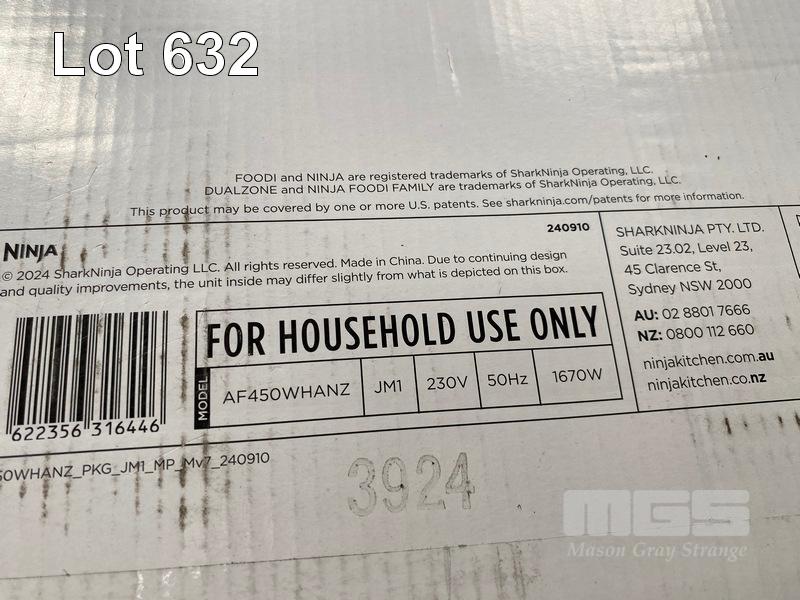 Lot 632
FOODI and NINJA are registered trademarks of SharkNinja Operating, LLC.
DUALZONE and NINJA FOODI FAMILY are trademarks of SharkNinja Operating, LLC.
This product may be covered by one or more U.S. patents. See sharkninja.com/patents for more information.
240910
NINJA
© 2024 SharkNinja Operating LLC. All rights reserved. Made in China. Due to continuing design
and quality improvements, the unit inside may differ slightly from what is depicted on this box.
SHARKNINJA PTY. LTD.
Suite 23.02, Level 23,
45 Clarence St,
Sydney NSW 2000
AU: 02 8801 7666
NZ: 0800 112 660
ninjakitchen.com.au
ninjakitchen.co.nz
FOR HOUSEHOLD USE ONLY
MODEL
AF450WHANZ
JM1
230V
50Hz
1670W
622356 316446
50WHANZ_PKG_JM1_MP_Mv7_240910
3924
MGS
Mason Gray Strange